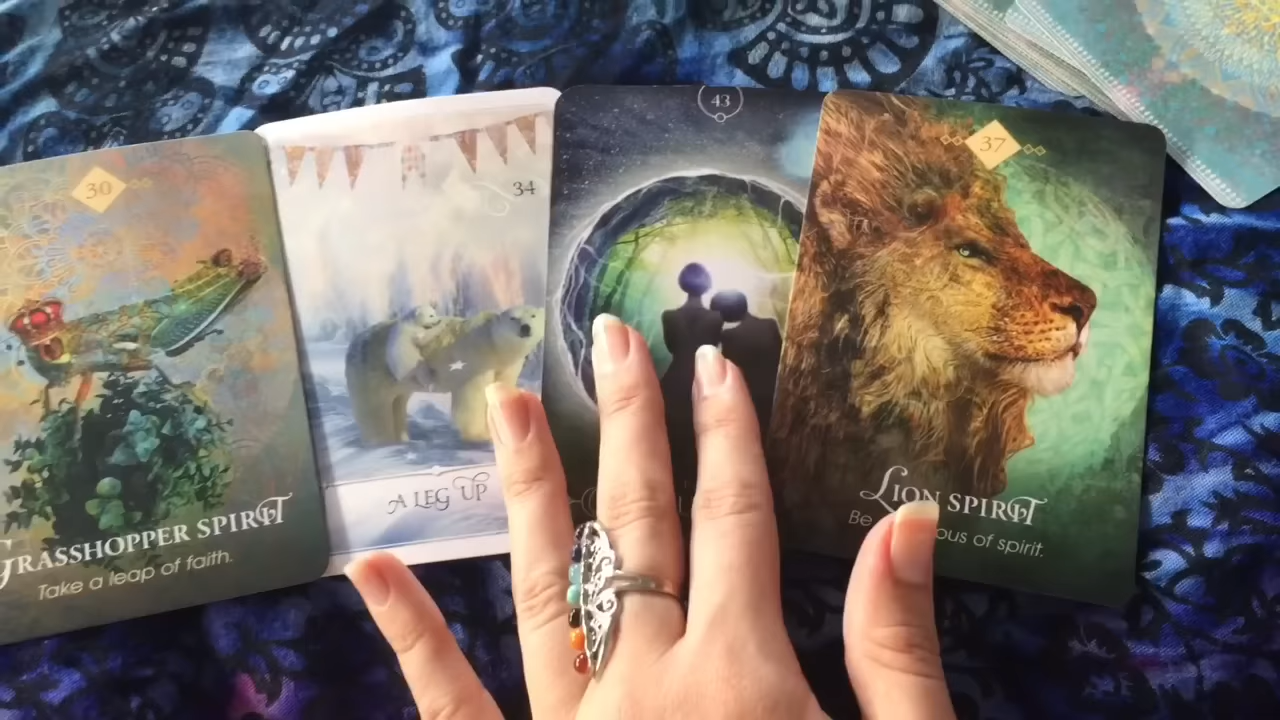 30
GRASSHOPPER SPIRIT
Take a leap of faith.
34
A LEG UP
43
37
LION SPIRIT
Be ous of spirit.